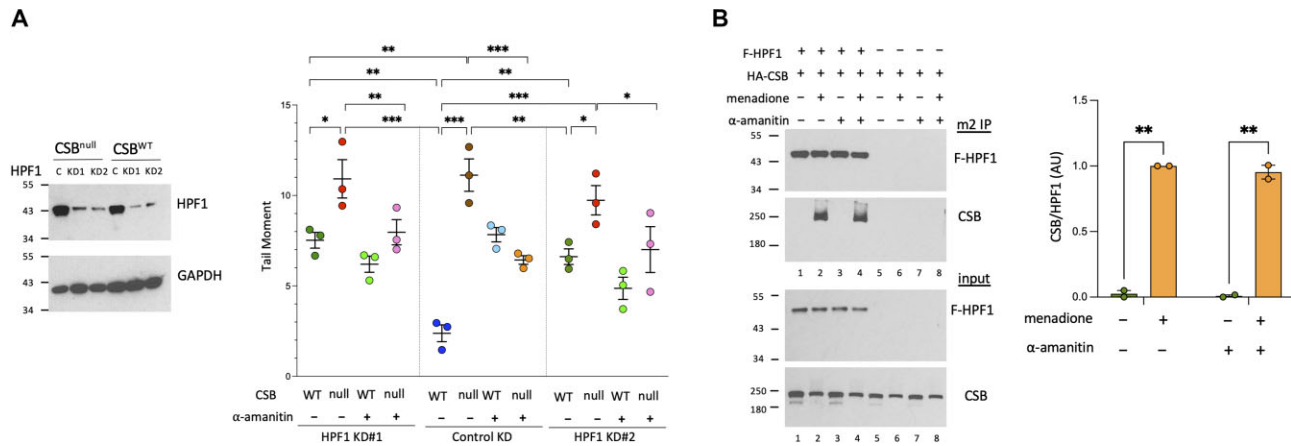 A
CSBnull CSBWT
HPF1 C KD1 KD2 C KD1 KD2
55
43
34
HPF1
55
43
34
GAPDH
** ***
** **
** *** *
* *** *** ** *
15
10
5
0
Tail Moment
CSB WT null WT null WT null WT null WT null WT null
α-amanitin – – + + – – + + – – + +
HPF1 KD#1 Control KD HPF1 KD#2
B
F-HPF1 + + + + – – – –
HA-CSB + + + + + + + +
menadione – + – + – + – +
α-amanitin – – + + – – + +
m2 IP
55
43
34
F-HPF1
250
180
CSB
1 2 3 4 5 6 7 8
input
55
43
34
F-HPF1
250
180
CSB
1 2 3 4 5 6 7 8
** **
1.5
1.0
0.5
0.0
CSB/HPF1 (AU)
menadione – + – +
α-amanitin – – + +